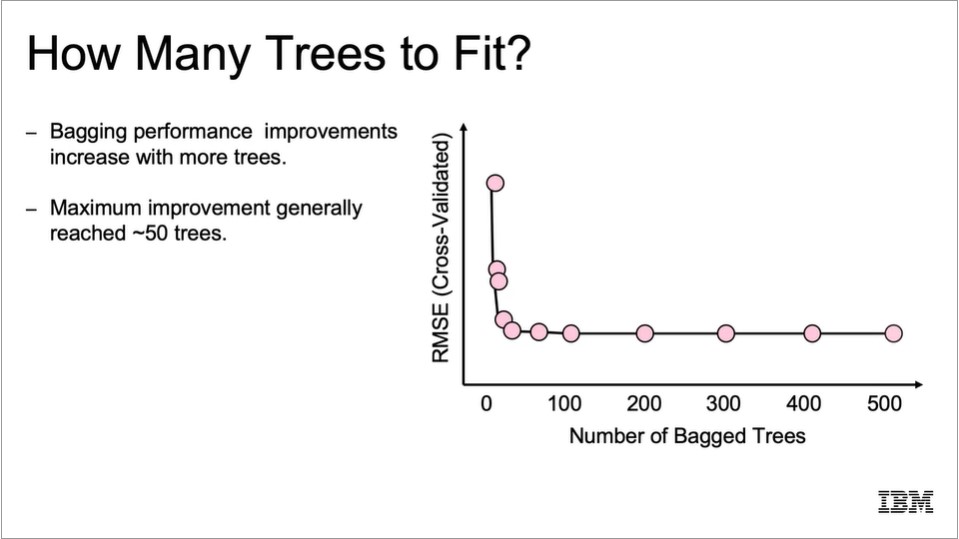 How Many Trees to Fit?
– Bagging performance improvements
increase with more trees.
– Maximum improvement generally
reached ~50 trees.
RMSE (Cross-Validated)
0 100 200 300 400 500
Number of Bagged Trees
IBM